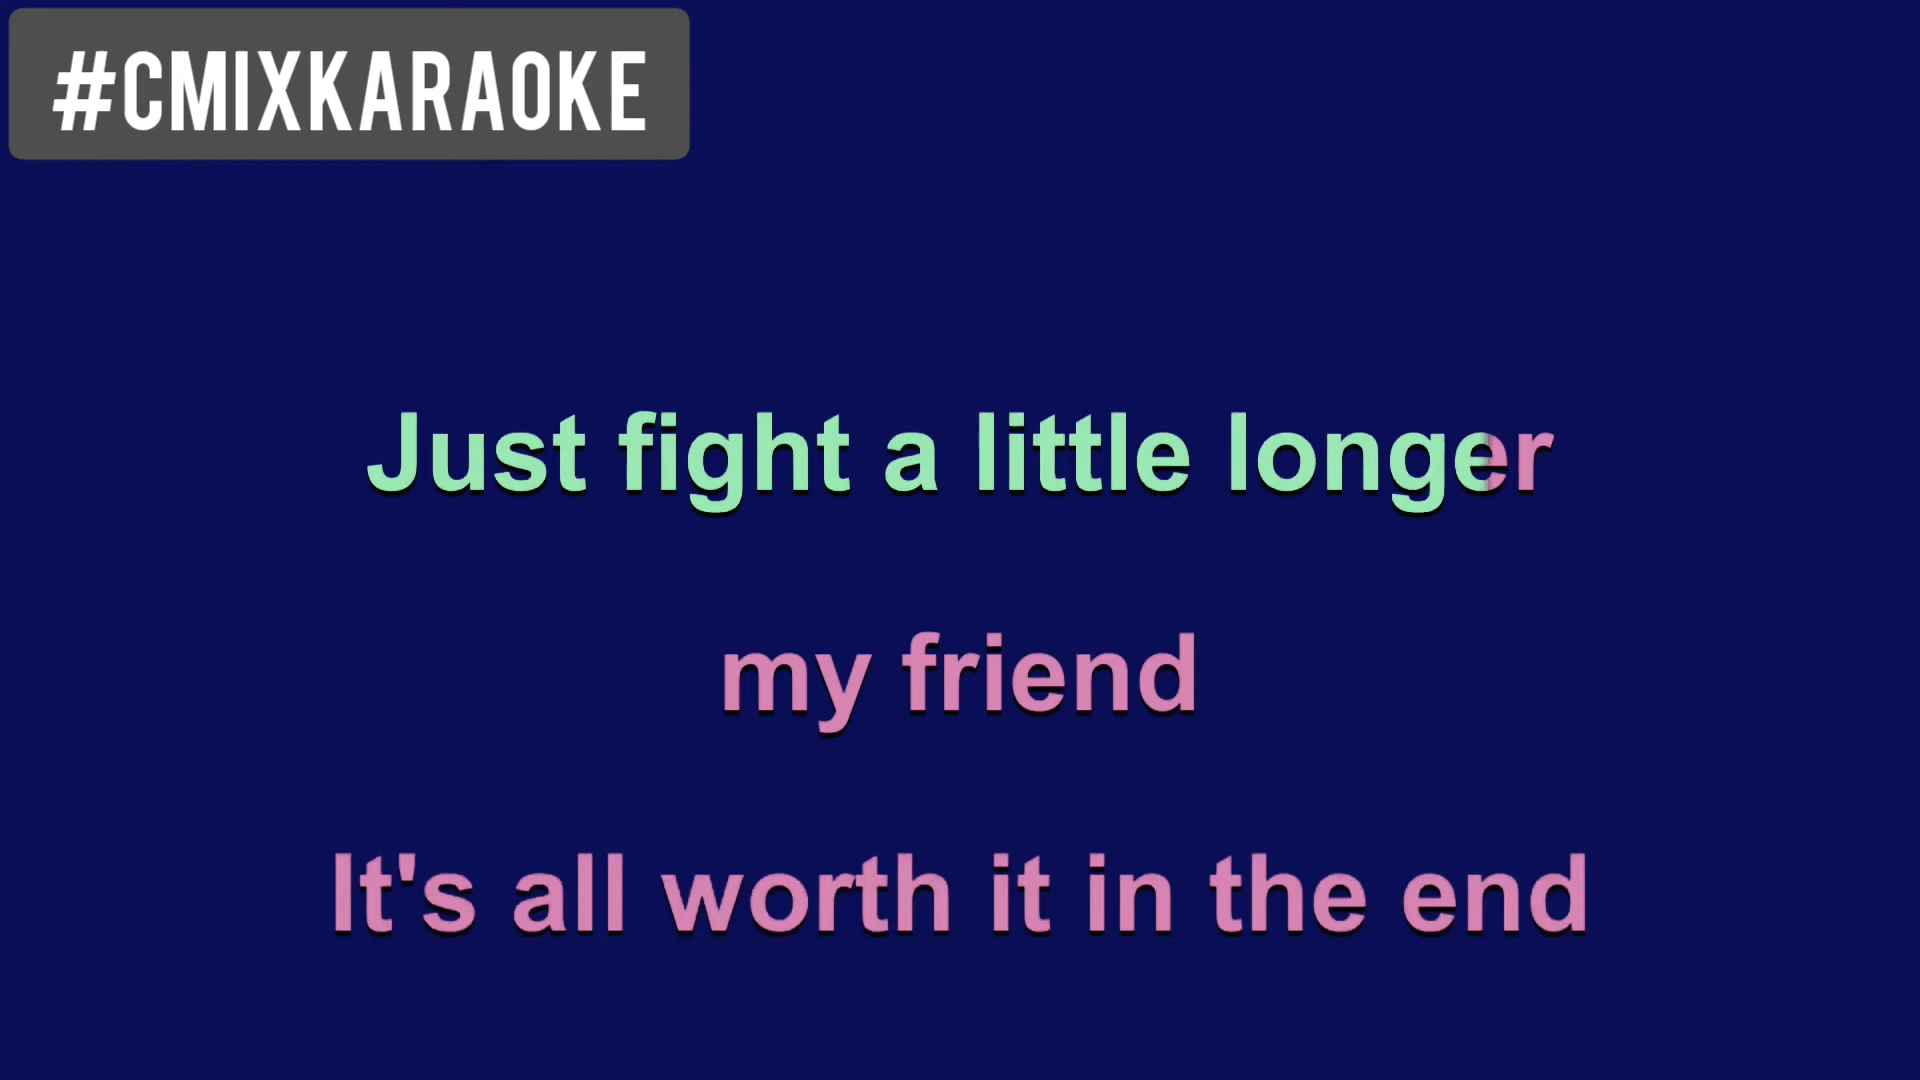 #CMIXKARAOKE
Just fight a little longer
my friend
It's all worth it in the end